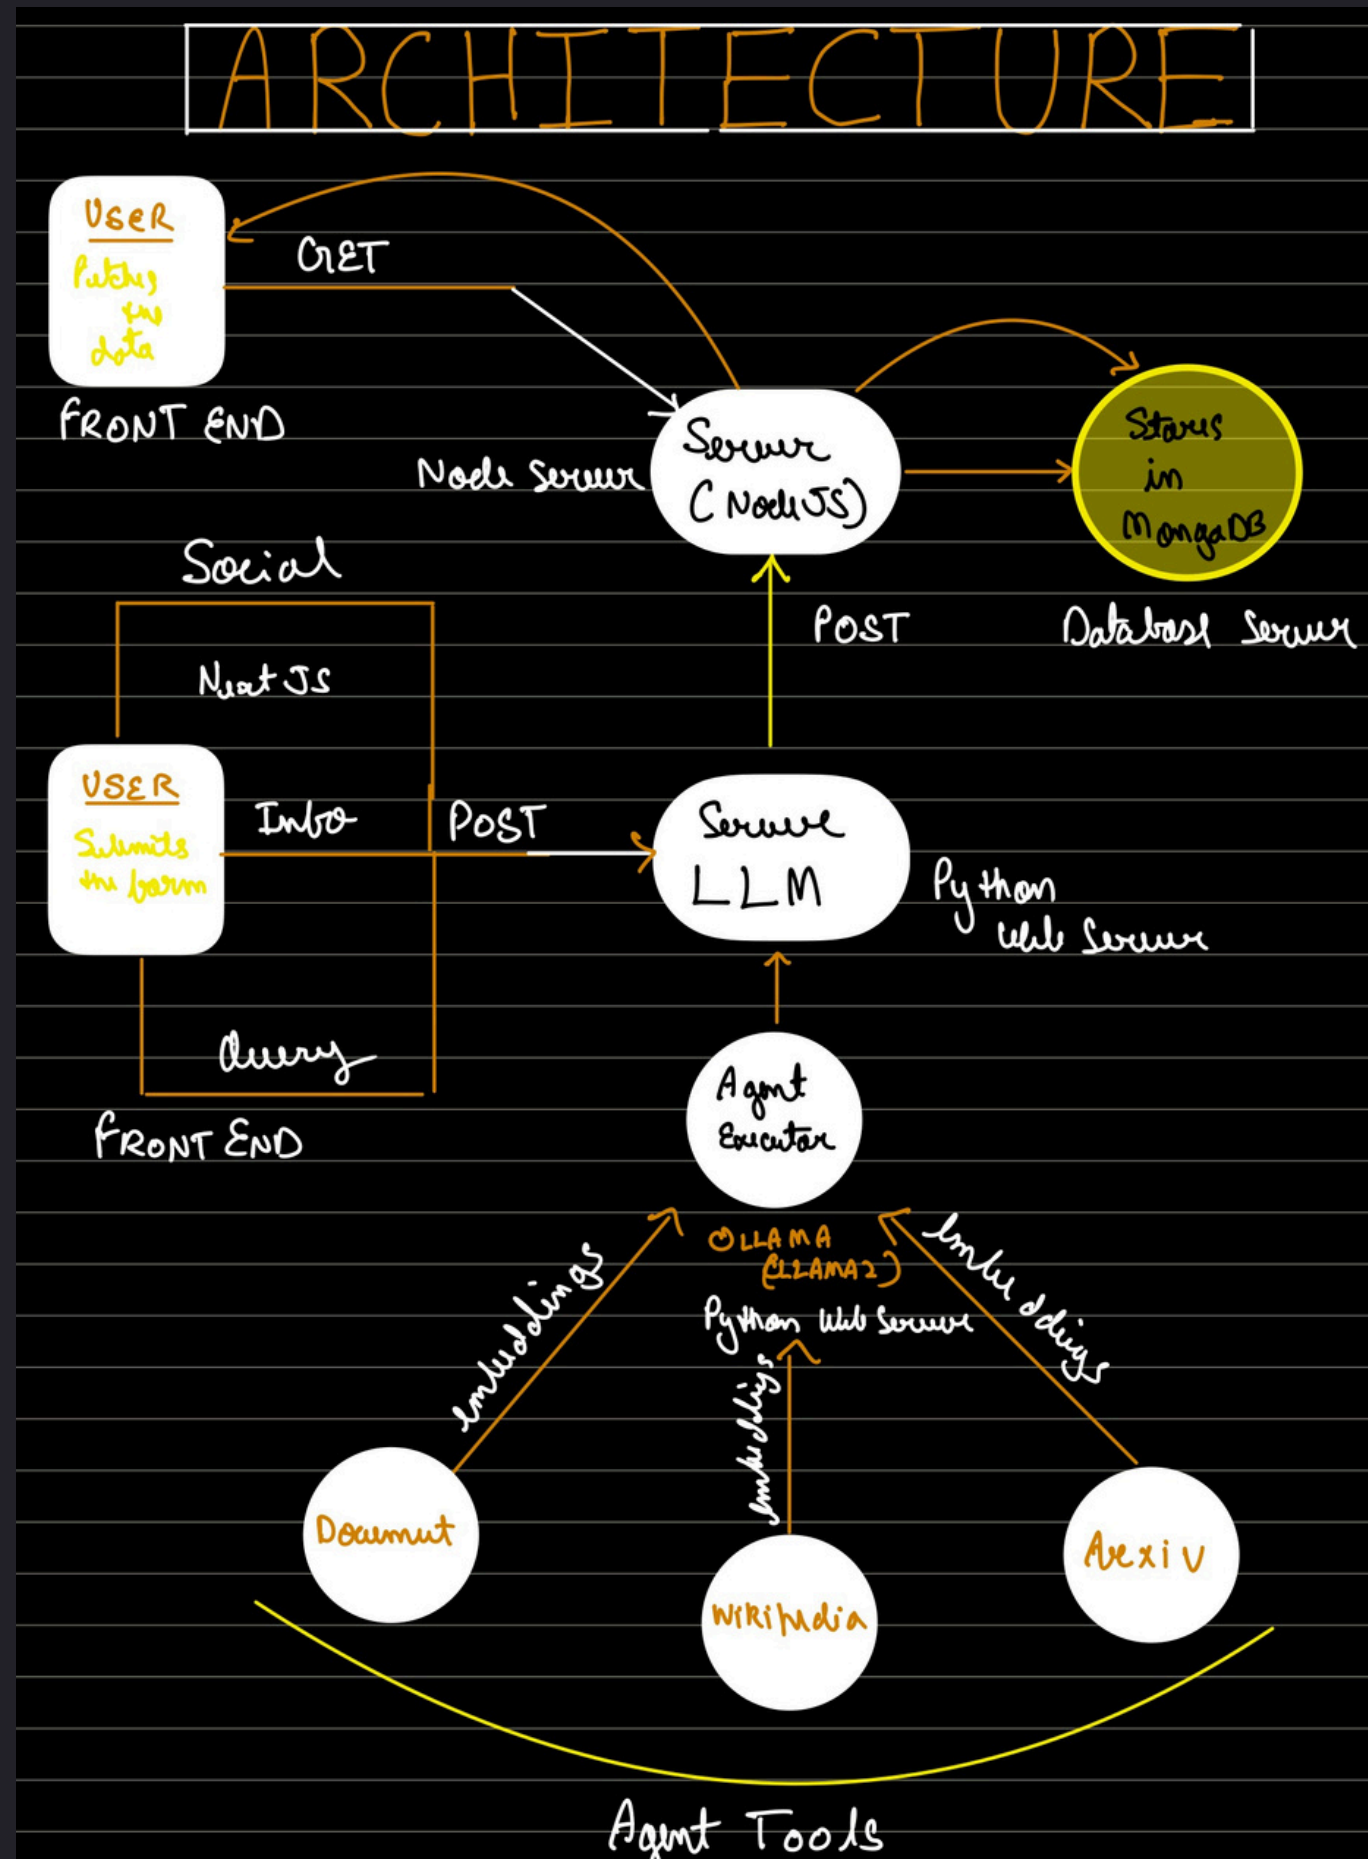 ARCHITECTURE
USER
Fetches
the
data
GET
FRONT END
Node Server
Server
(NodeJS)
Stores
in
MongoDB
Database Server
POST
Social
Next JS
USER
Submits
the form
Info
POST
Server
LLM
Python
Web Server
Query
FRONT END
Agent
Executor
OLLAMA
(LLAMA2)
Python Web Server
embeddings
embeddings
embeddings
Document
Wikipedia
Arxiv
Agent Tools